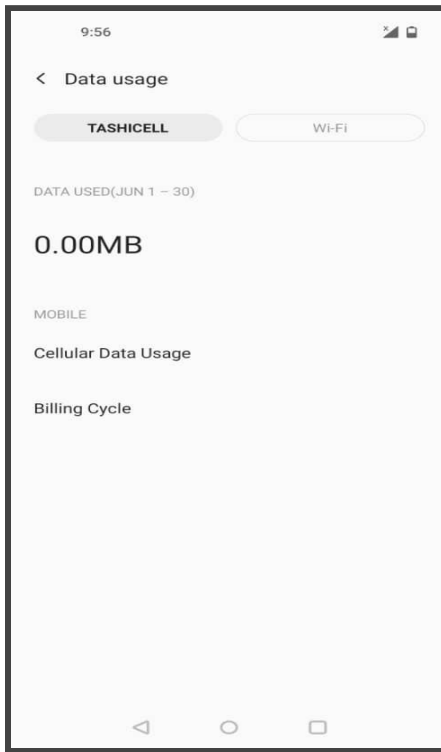 9:56
Data usage
TASHICELL
Wi-Fi
DATA USED(JUN 1 – 30)
0.00MB
MOBILE
Cellular Data Usage
Billing Cycle